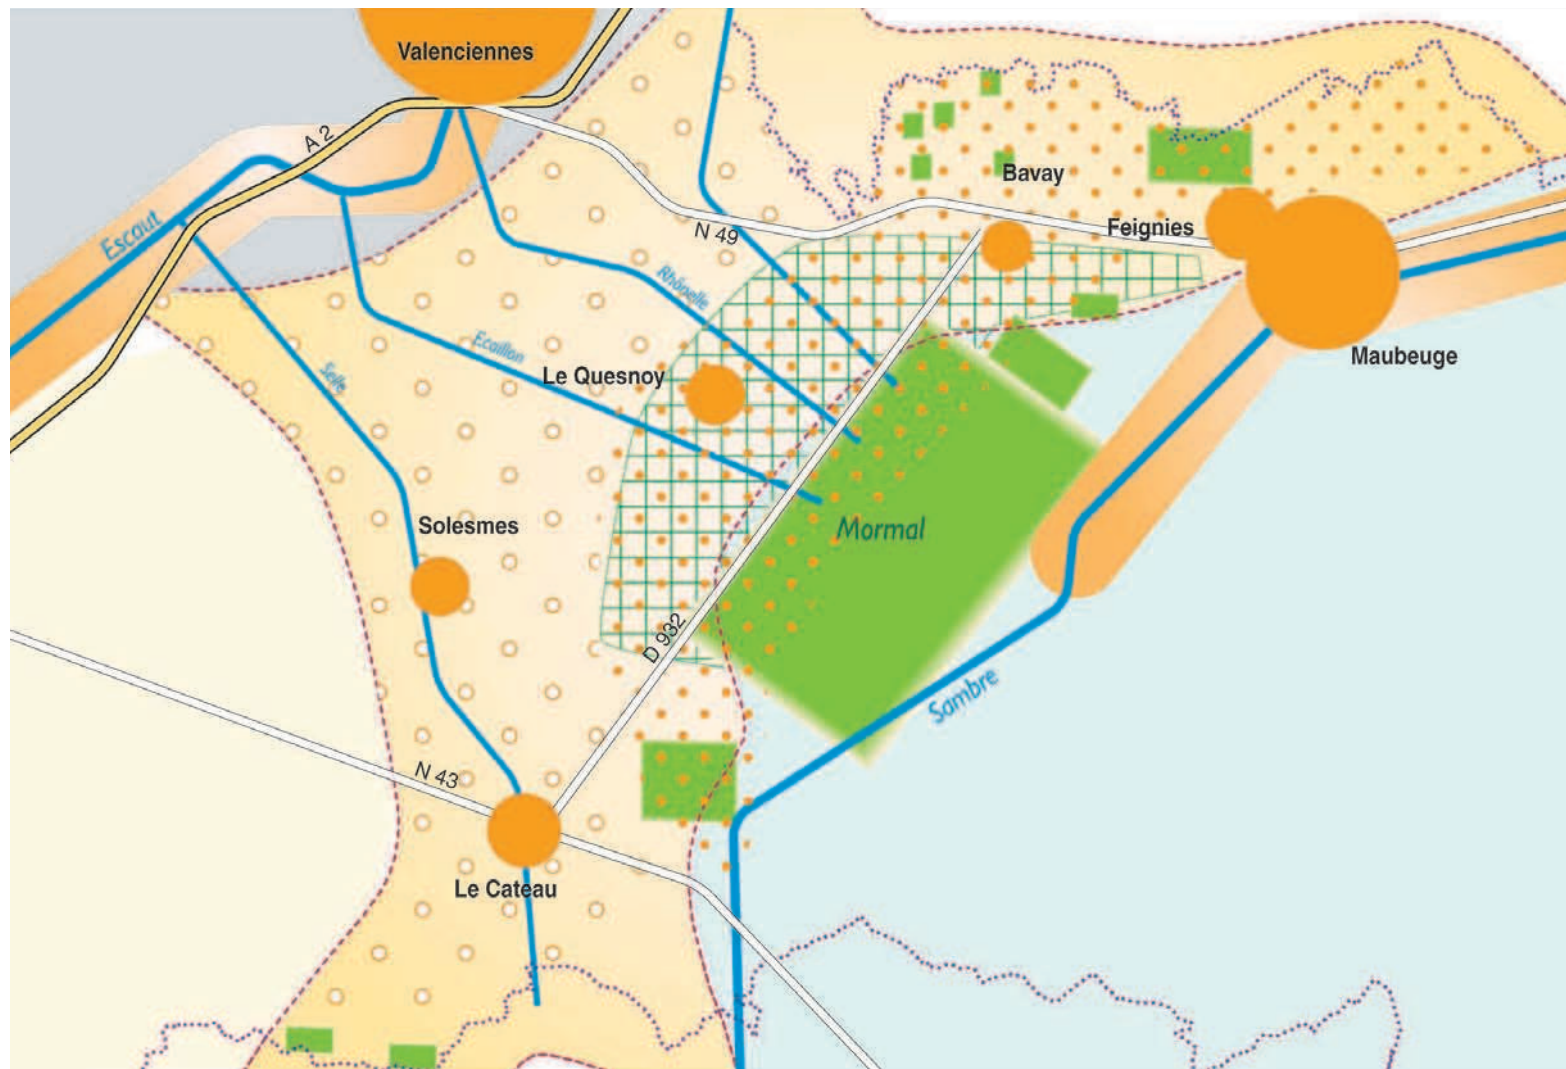 Valenciennes
A 2
Bavay
Escaut
N 49
Feignies
Rhônelle
Maubeuge
Ecaillon
Selle
Le Quesnoy
Solesmes
Mormal
D 932
Sambre
N 43
Le Cateau